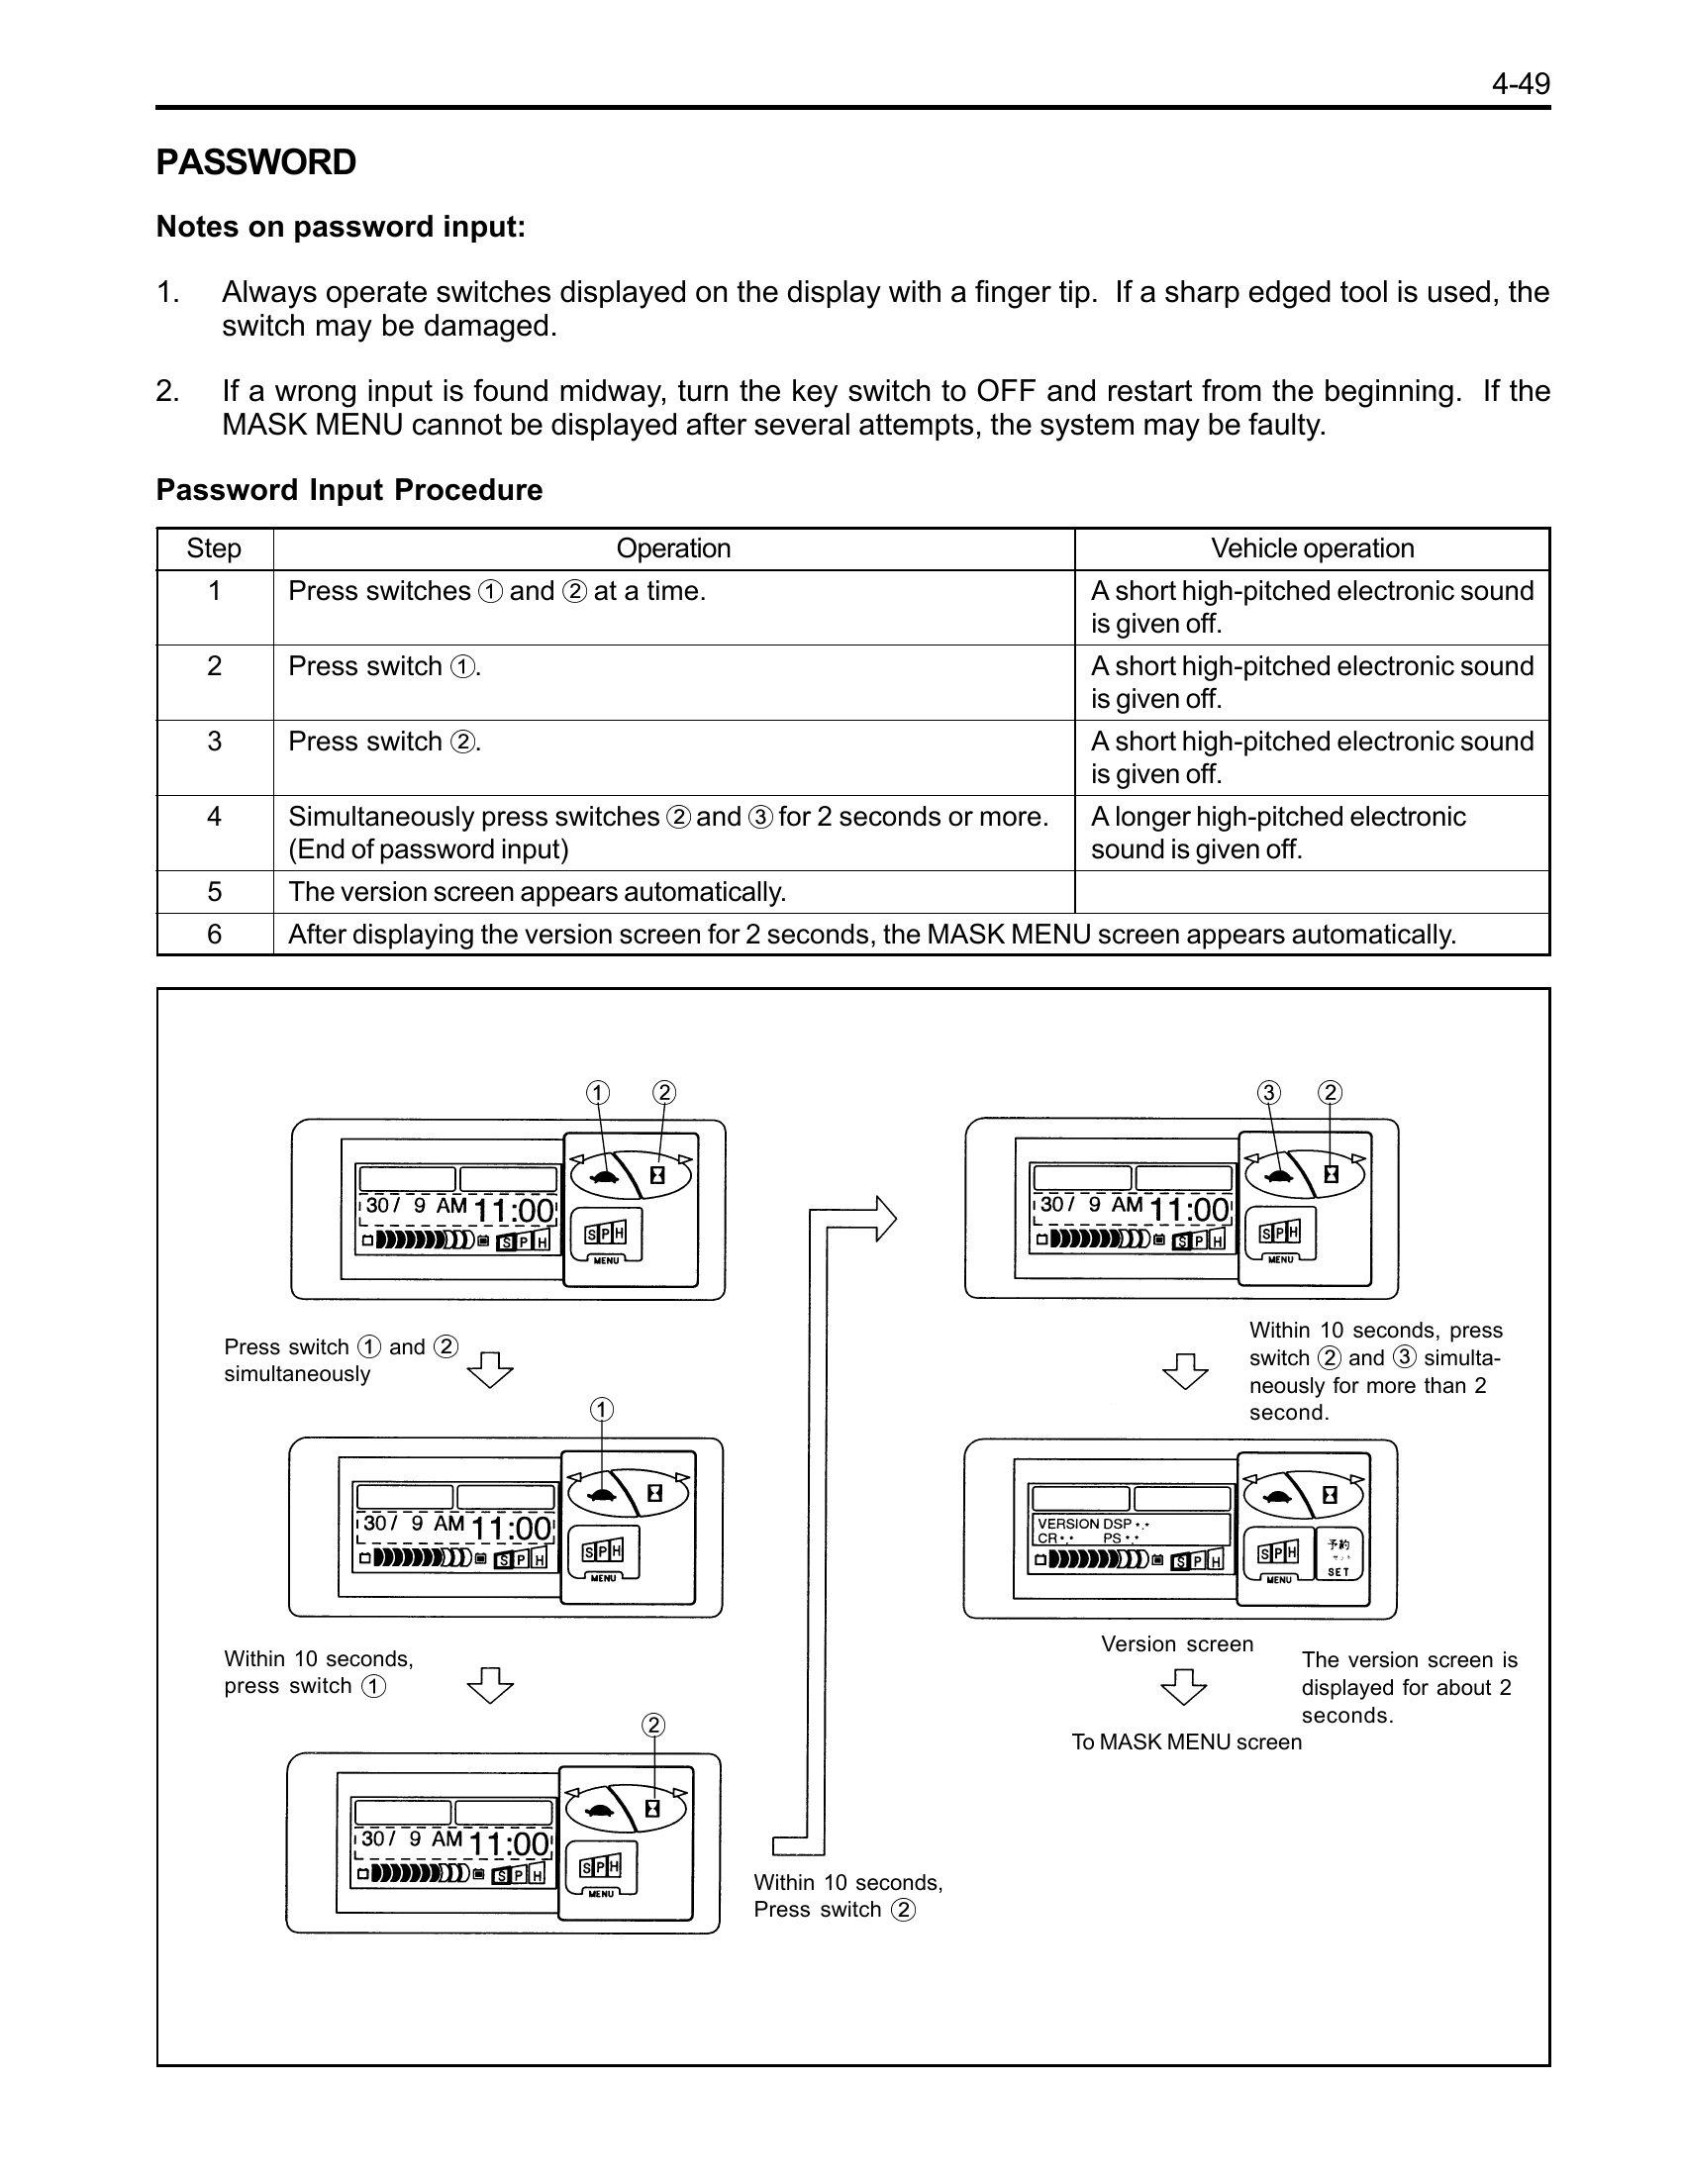 4-49
PASSWORD
Notes on password input:
1. Always operate switches displayed on the display with a finger tip. If a sharp edged tool is used, the
switch may be damaged.
2. If a wrong input is found midway, turn the key switch to OFF and restart from the beginning. If the
MASK MENU cannot be displayed after several attempts, the system may be faulty.
Password Input Procedure
Step Operation Vehicle operation
1 Press switches ① and ② at a time. A short high-pitched electronic sound
is given off.
2 Press switch ①. A short high-pitched electronic sound
is given off.
3 Press switch ②. A short high-pitched electronic sound
is given off.
4 Simultaneously press switches ② and ③ for 2 seconds or more. A longer high-pitched electronic
(End of password input) sound is given off.
5 The version screen appears automatically.
6 After displaying the version screen for 2 seconds, the MASK MENU screen appears automatically.
① ②
30/ 9 AM 11:00
S P H
S P H
MENU
Press switch ① and ②
simultaneously
①
30/ 9 AM 11:00
S P H
S P H
MENU
Within 10 seconds,
press switch ①
②
30/ 9 AM 11:00
S P H
S P H
MENU
Within 10 seconds,
Press switch ②
③ ②
30/ 9 AM 11:00
S P H
S P H
MENU
Within 10 seconds, press
switch ② and ③ simulta-
neously for more than 2
second.
VERSION DSP *.*
CR *.* PS *.*
S P H
S P H
MENU
予約
SET
Version screen
The version screen is
displayed for about 2
seconds.
To MASK MENU screen